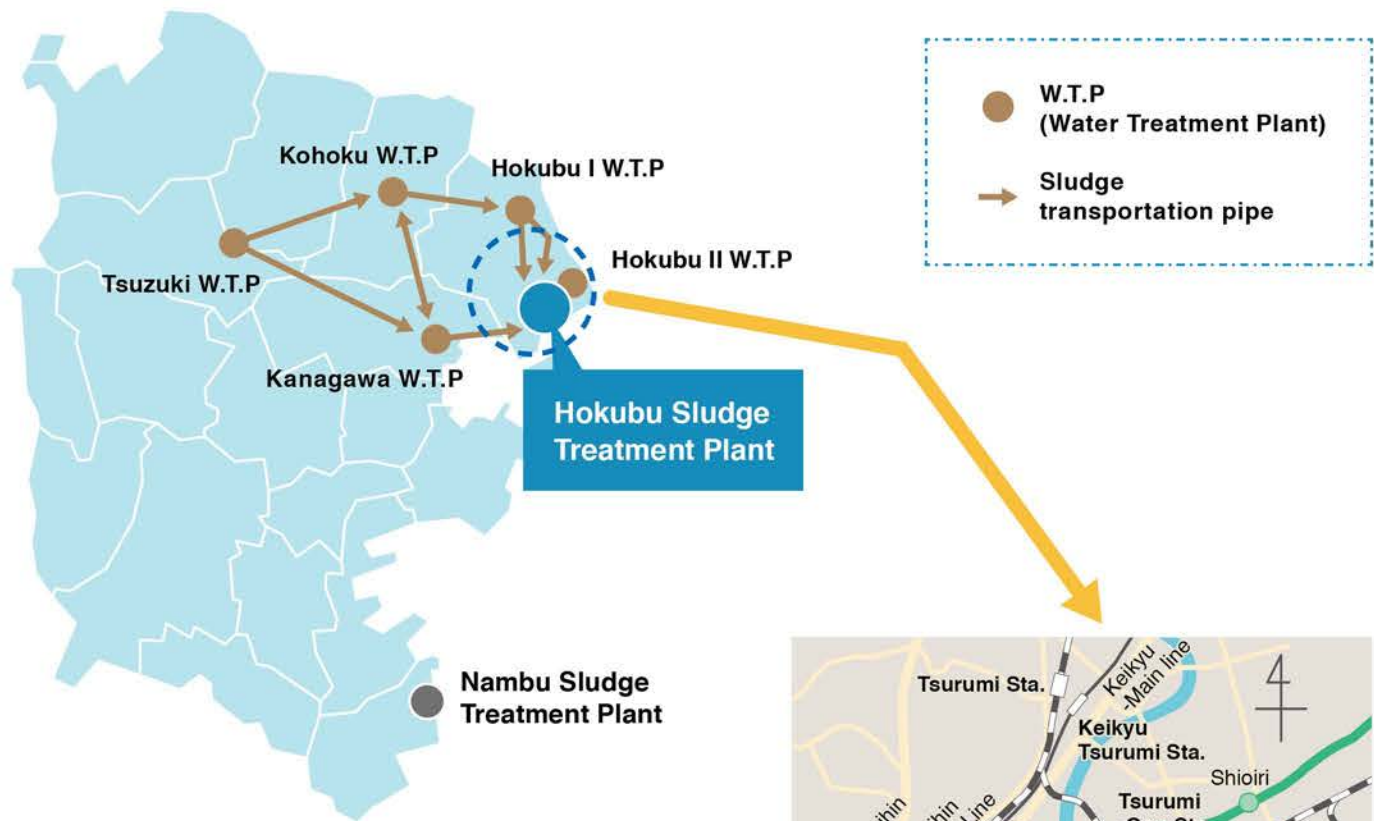 W.T.P
(Water Treatment Plant)
Sludge
transportation pipe
Kohoku W.T.P
Hokubu I W.T.P
Tsuzuki W.T.P
Hokubu II W.T.P
Kanagawa W.T.P
Hokubu Sludge
Treatment Plant
Nambu Sludge
Treatment Plant
Tsurumi Sta.
Keikyu
-Main line
Keikyu
Tsurumi Sta.
Shioiri
Tsurumi
Line